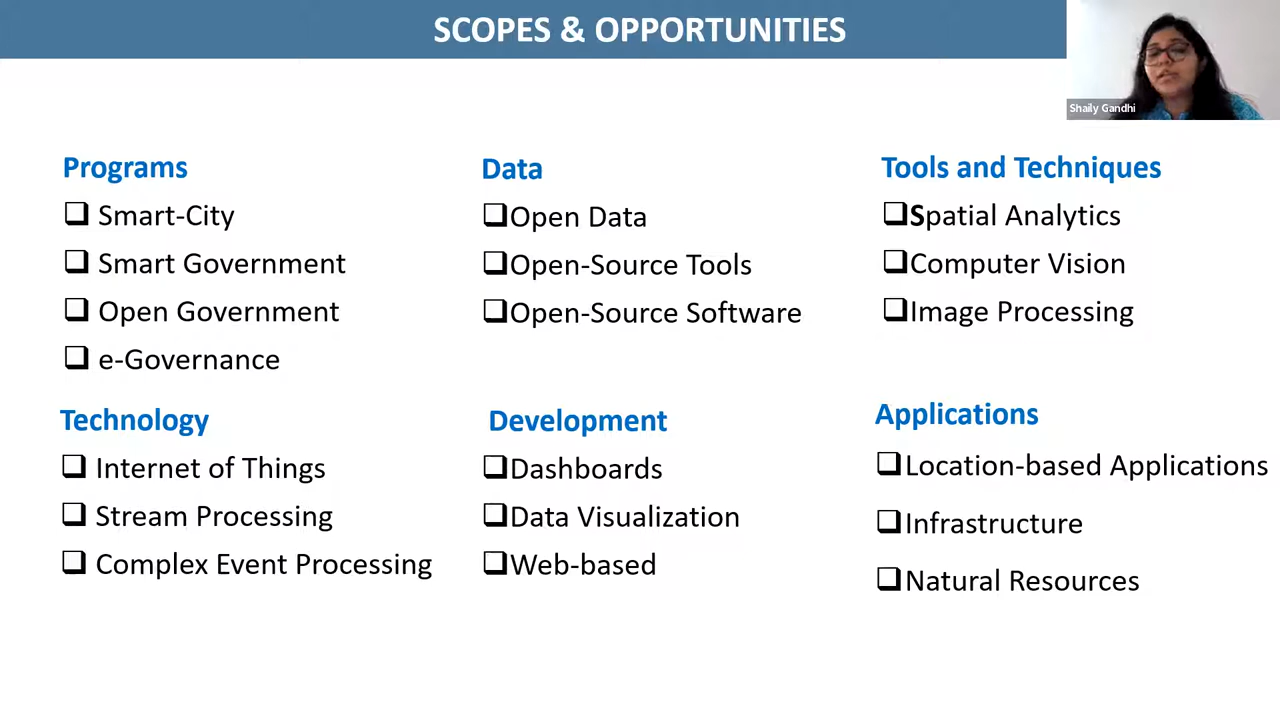 SCOPES & OPPORTUNITIES
Shaily Gandhi
Programs
Smart-City
Smart Government
Open Government
e-Governance
Data
Open Data
Open-Source Tools
Open-Source Software
Tools and Techniques
Spatial Analytics
Computer Vision
Image Processing
Technology
Internet of Things
Stream Processing
Complex Event Processing
Development
Dashboards
Data Visualization
Web-based
Applications
Location-based Applications
Infrastructure
Natural Resources